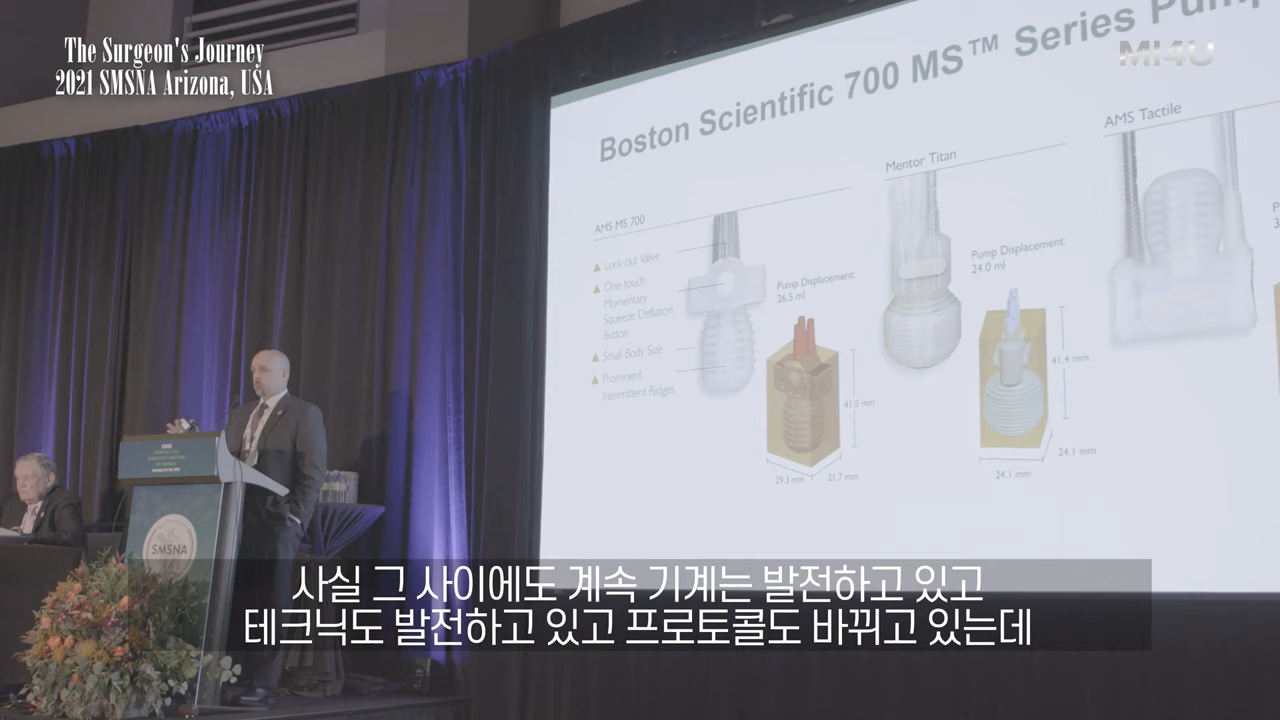 The Surgeon's Journey
2021 SMSNA Arizona, USA
MI4U
Boston Scientific 700 MS™ Series Pump
AMS MS 700
Lock-out Valve
One-touch
Momentary
Squeeze Deflation
Button
Small Body Size
Prominent
Intermittent Ridges
Pump Displacement:
26.5 ml
41.5 mm
29.3 mm
21.7 mm
Mentor Titan
Pump Displacement:
24.0 ml
41.4 mm
24.1 mm
24.1 mm
AMS Tactile
SMSNA
사실 그 사이에도 계속 기계는 발전하고 있고
테크닉도 발전하고 있고 프로토콜도 바뀌고 있는데